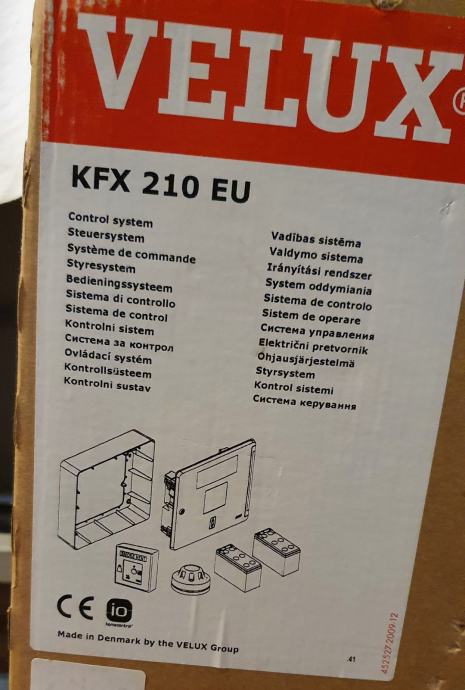 VELUX®
KFX 210 EU
Control system
Steuersystem
Système de commande
Styresystem
Bedieningssysteem
Sistema di controllo
Sistema de control
Kontrolni sistem
Система за контрол
Ovládací systém
Kontrollsüsteem
Kontrolni sustav
Vadības sistēma
Valdymo sistema
Irányítási rendszer
System oddymiania
Sistema de controlo
Sistem de operare
Система управления
Električni pretvornik
Ohjausjärjestelmä
Styrsystem
Kontrol sistemi
Система керування
CE
io
homecontrol
Made in Denmark by the VELUX Group
.41
452527 2009-12